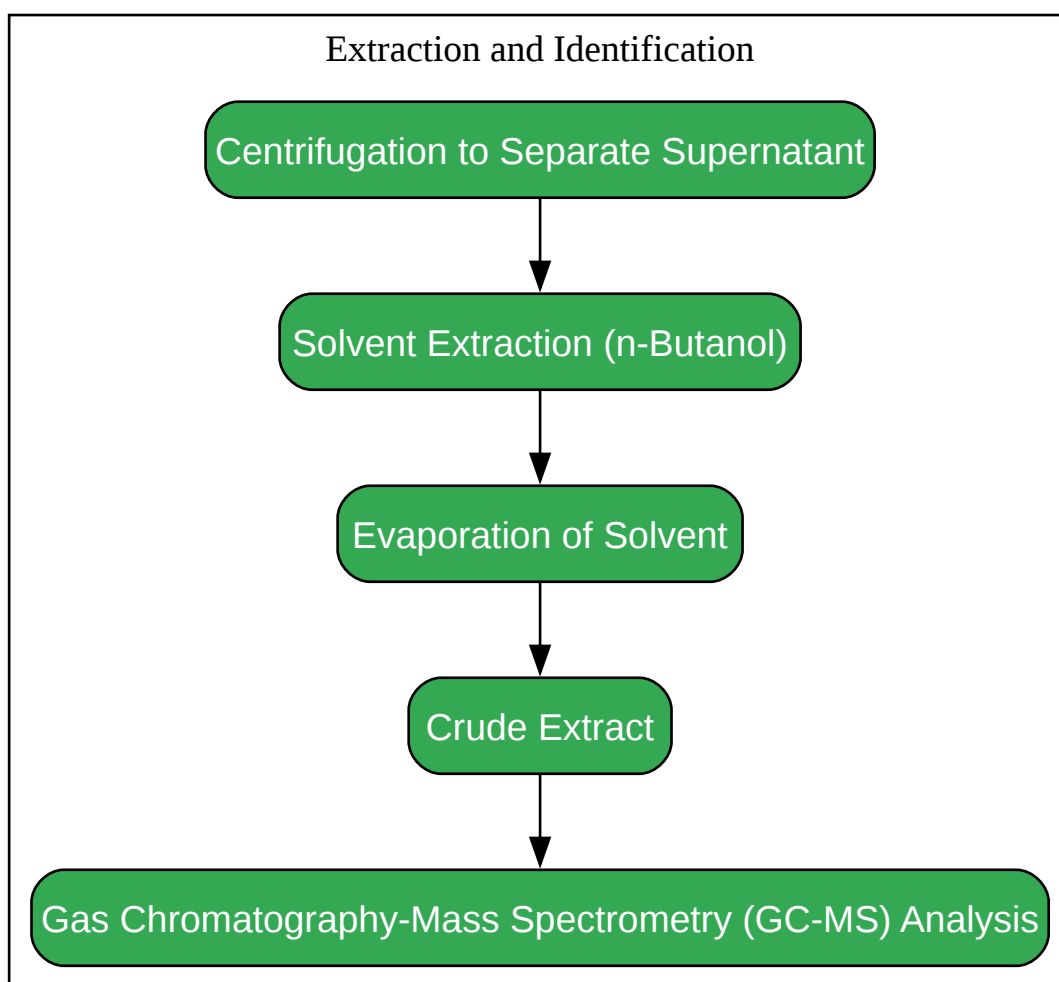 Extraction and Identification
Centrifugation to Separate Supernatant
Solvent Extraction (n-Butanol)
Evaporation of Solvent
Crude Extract
Gas Chromatography-Mass Spectrometry (GC-MS) Analysis